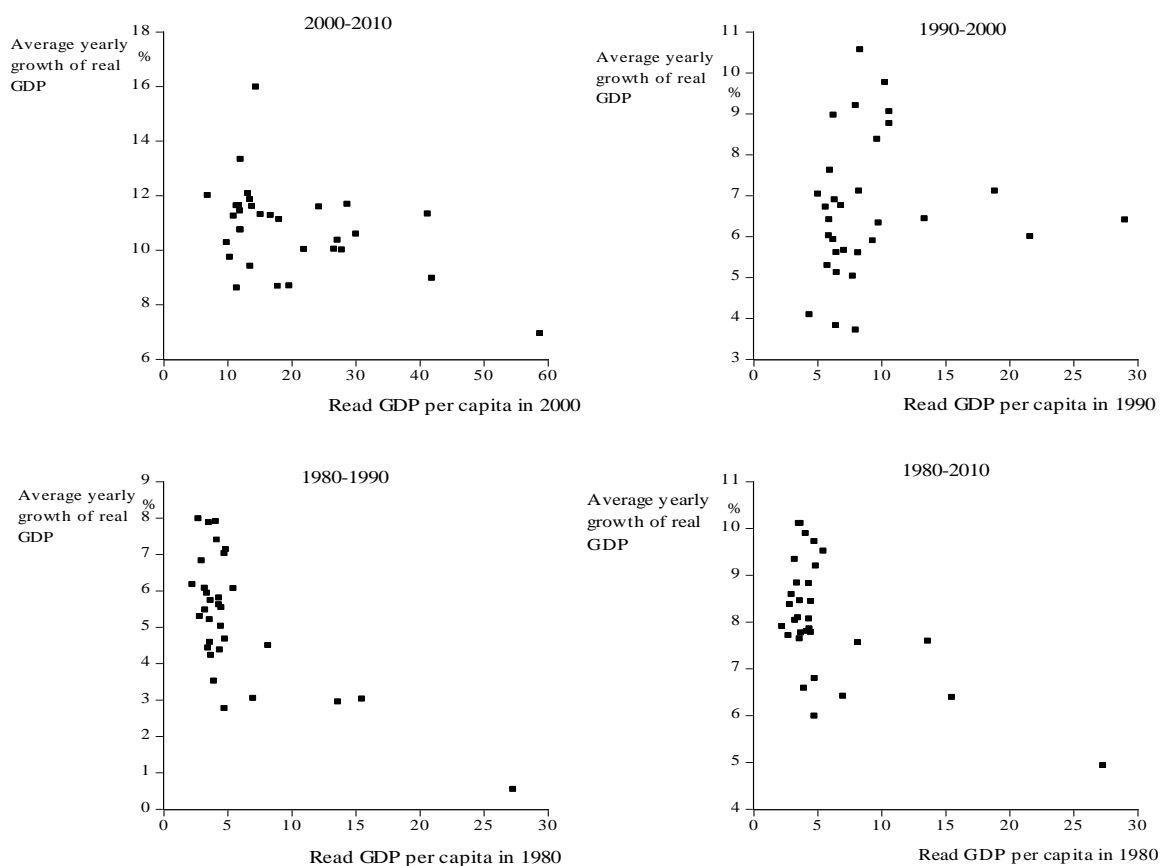 2000-2010
Average yearly
growth of real
GDP
%
18
16
14
12
10
8
6
0 10 20 30 40 50 60
Read GDP per capita in 2000
1990-2000
Average yearly
growth of real
GDP
%
11
10
9
8
7
6
5
4
3
0 5 10 15 20 25 30
Read GDP per capita in 1990
1980-1990
Average yearly
growth of real
GDP
%
9
8
7
6
5
4
3
2
1
0
0 5 10 15 20 25 30
Read GDP per capita in 1980
1980-2010
Average yearly
growth of real
GDP
%
11
10
9
8
7
6
5
4
0 5 10 15 20 25 30
Read GDP per capita in 1980